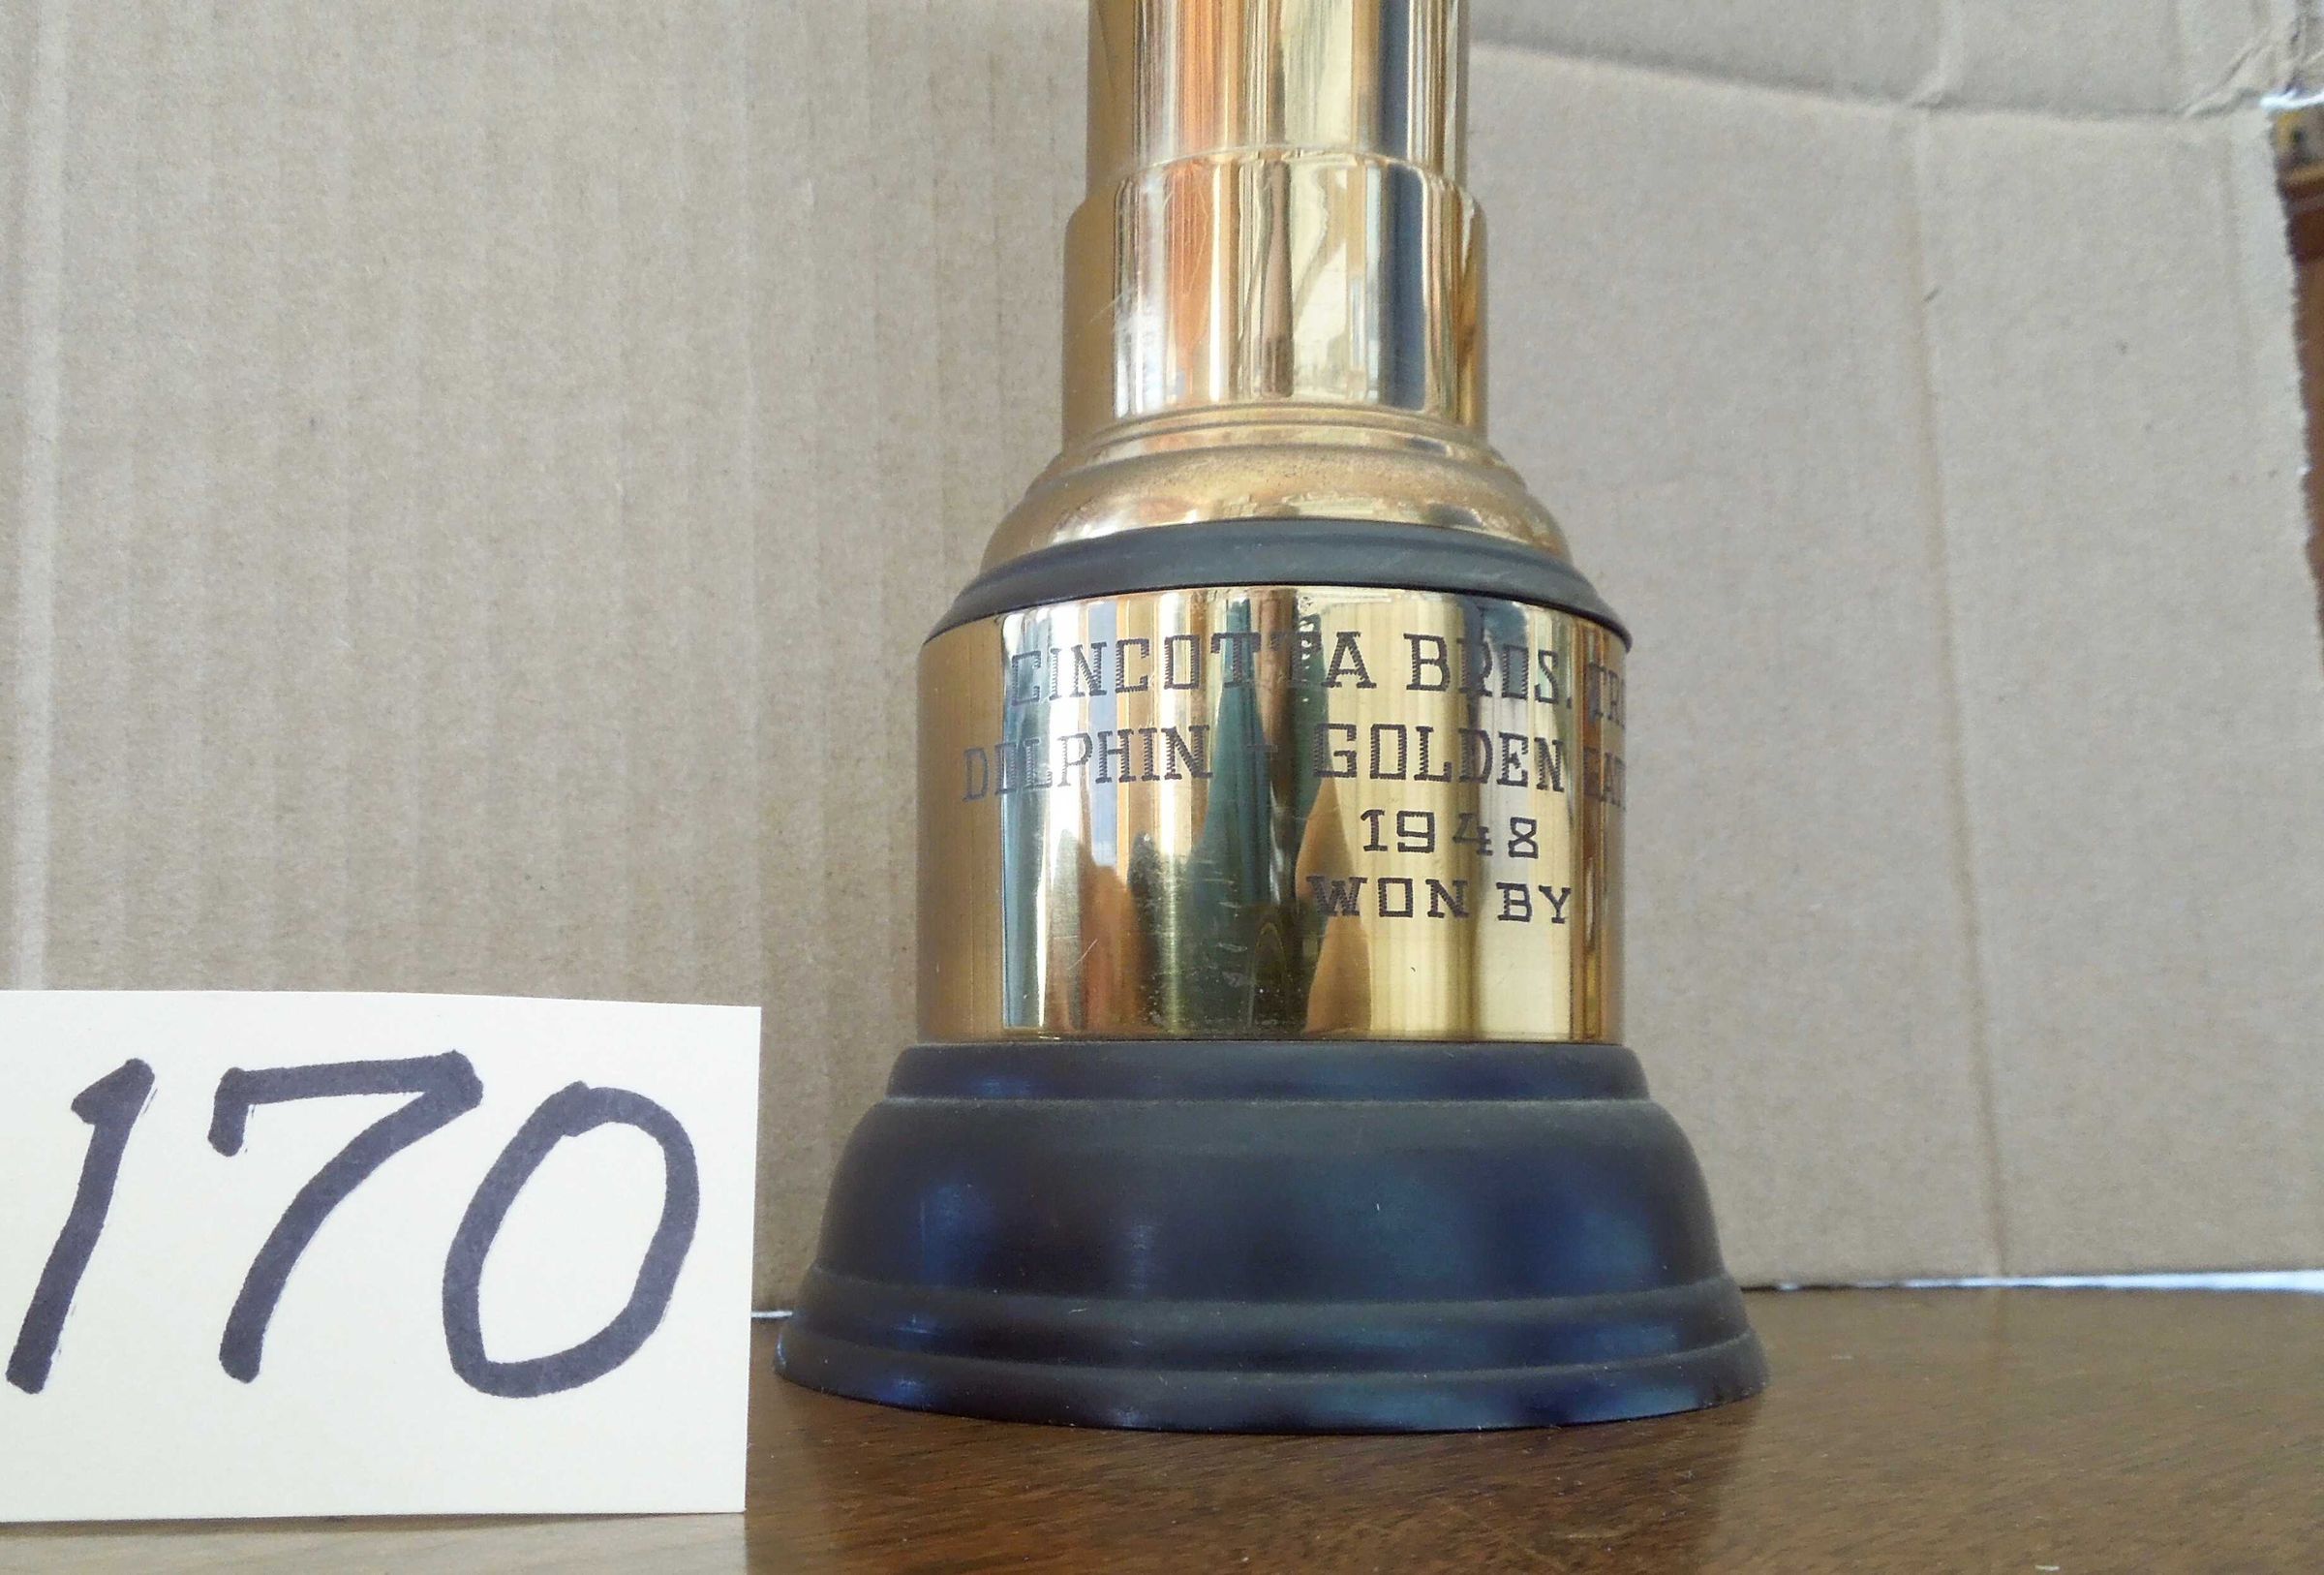 CINCOTTA BROS.
DOLPHIN - GOLDEN
1948
WON BY
170